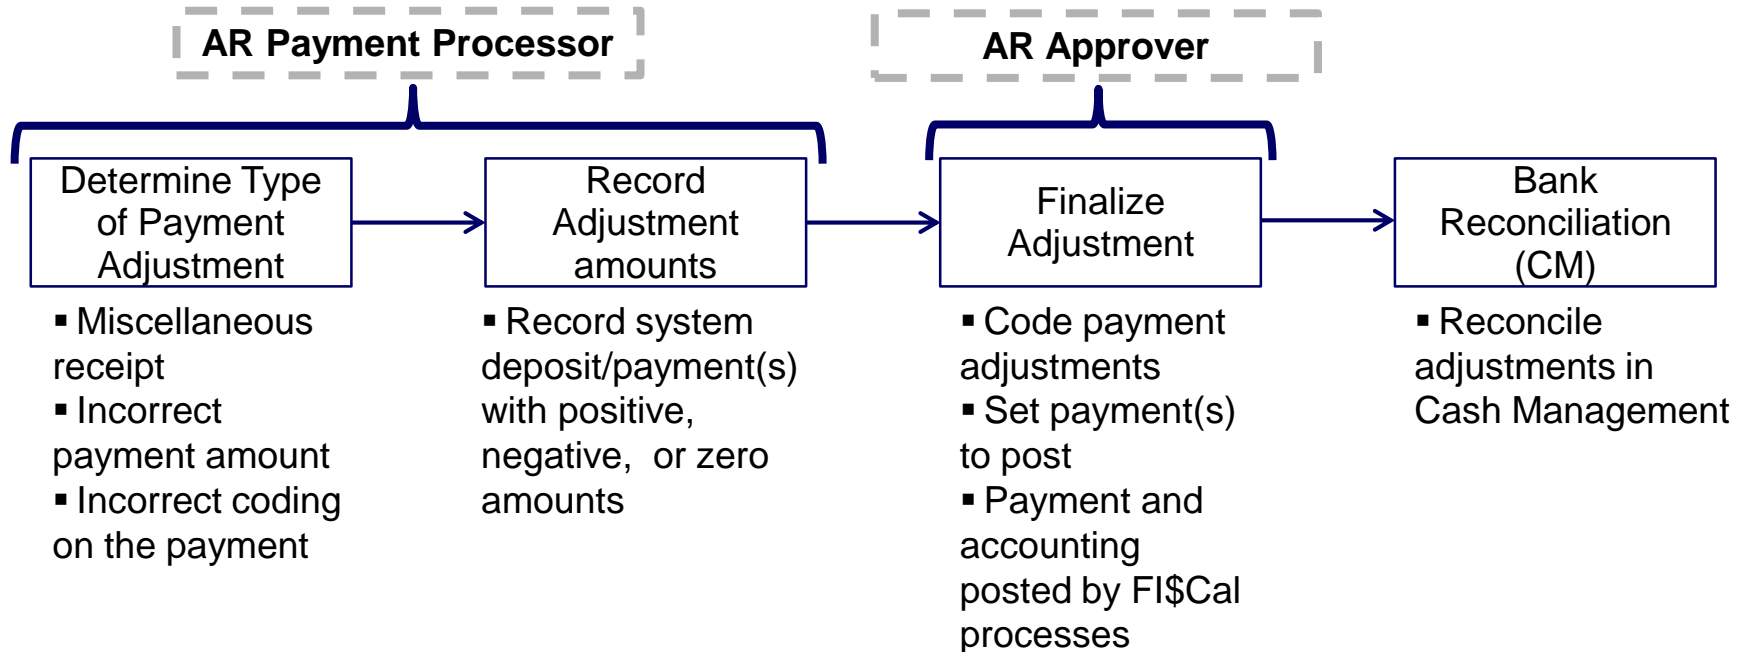 AR Payment Processor
AR Approver
Determine Type
of Payment
Adjustment
Record
Adjustment
amounts
Finalize
Adjustment
Bank
Reconciliation
(CM)
▪ Miscellaneous
receipt
▪ Incorrect
payment amount
▪ Incorrect coding
on the payment
▪ Record system
deposit/payment(s)
with positive,
negative,  or zero
amounts
▪ Code payment
adjustments
▪ Set payment(s)
to post
▪ Payment and
accounting
posted by FI$Cal
processes
▪ Reconcile
adjustments in
Cash Management